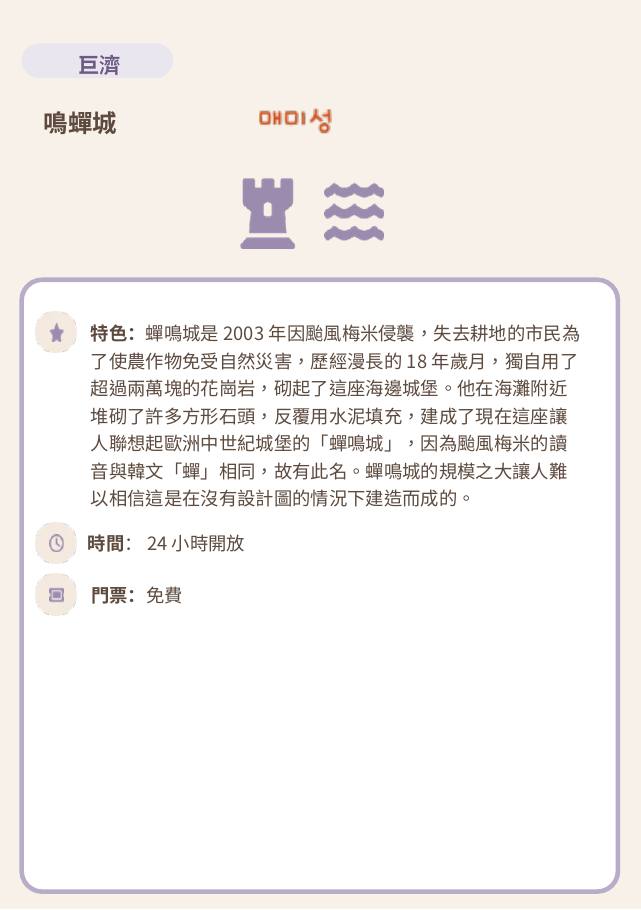 巨濟
鳴蟬城
매미성
特色：蟬鳴城是 2003 年因颱風梅米侵襲，失去耕地的市民為
了使農作物免受自然災害，歷經漫長的 18 年歲月，獨自用了
超過兩萬塊的花崗岩，砌起了這座海邊城堡。他在海灘附近
堆砌了許多方形石頭，反覆用水泥填充，建成了現在這座讓
人聯想起歐洲中世紀城堡的「蟬鳴城」，因為颱風梅米的讀
音與韓文「蟬」相同，故有此名。蟬鳴城的規模之大讓人難
以相信這是在沒有設計圖的情況下建造而成的。
時間： 24 小時開放
門票：免費